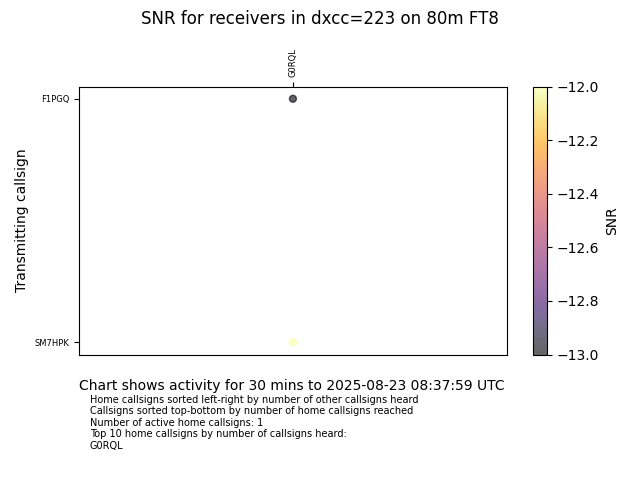 SNR for receivers in dxcc=223 on 80m FT8
G0RQL
F1PGQ
SM7HPK
Transmitting callsign
−12.0
−12.2
−12.4
−12.6
−12.8
−13.0
SNR
Chart shows activity for 30 mins to 2025-08-23 08:37:59 UTC
Home callsigns sorted left-right by number of other callsigns heard
Callsigns sorted top-bottom by number of home callsigns reached
Number of active home callsigns: 1
Top 10 home callsigns by number of callsigns heard:
G0RQL